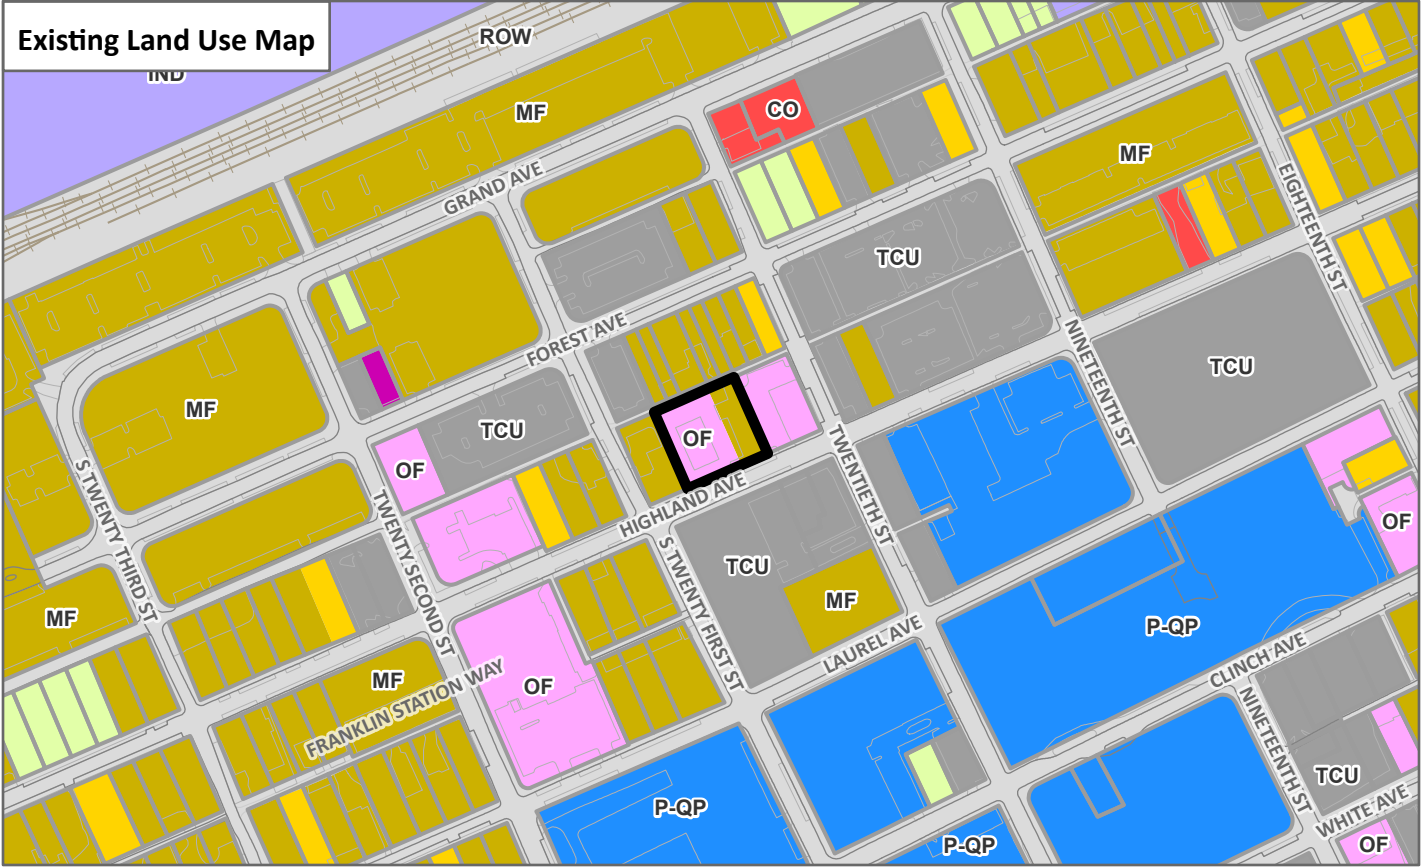 Existing Land Use Map
IND
ROW
MF
CO
MF
GRAND AVE
EIGHTEENTH ST
TCU
FOREST AVE
NINETEENTH ST
TCU
MF
TCU
OF
OF
TWENTIETH ST
S TWENTY THIRD ST
TWENTY SECOND ST
HIGHLAND AVE
OF
S TWENTY FIRST ST
TCU
MF
MF
LAUREL AVE
P-QP
CLINCH AVE
MF
FRANKLIN STATION WAY
OF
NINETEENTH ST
TCU
P-QP
WHITE AVE
P-QP
OF